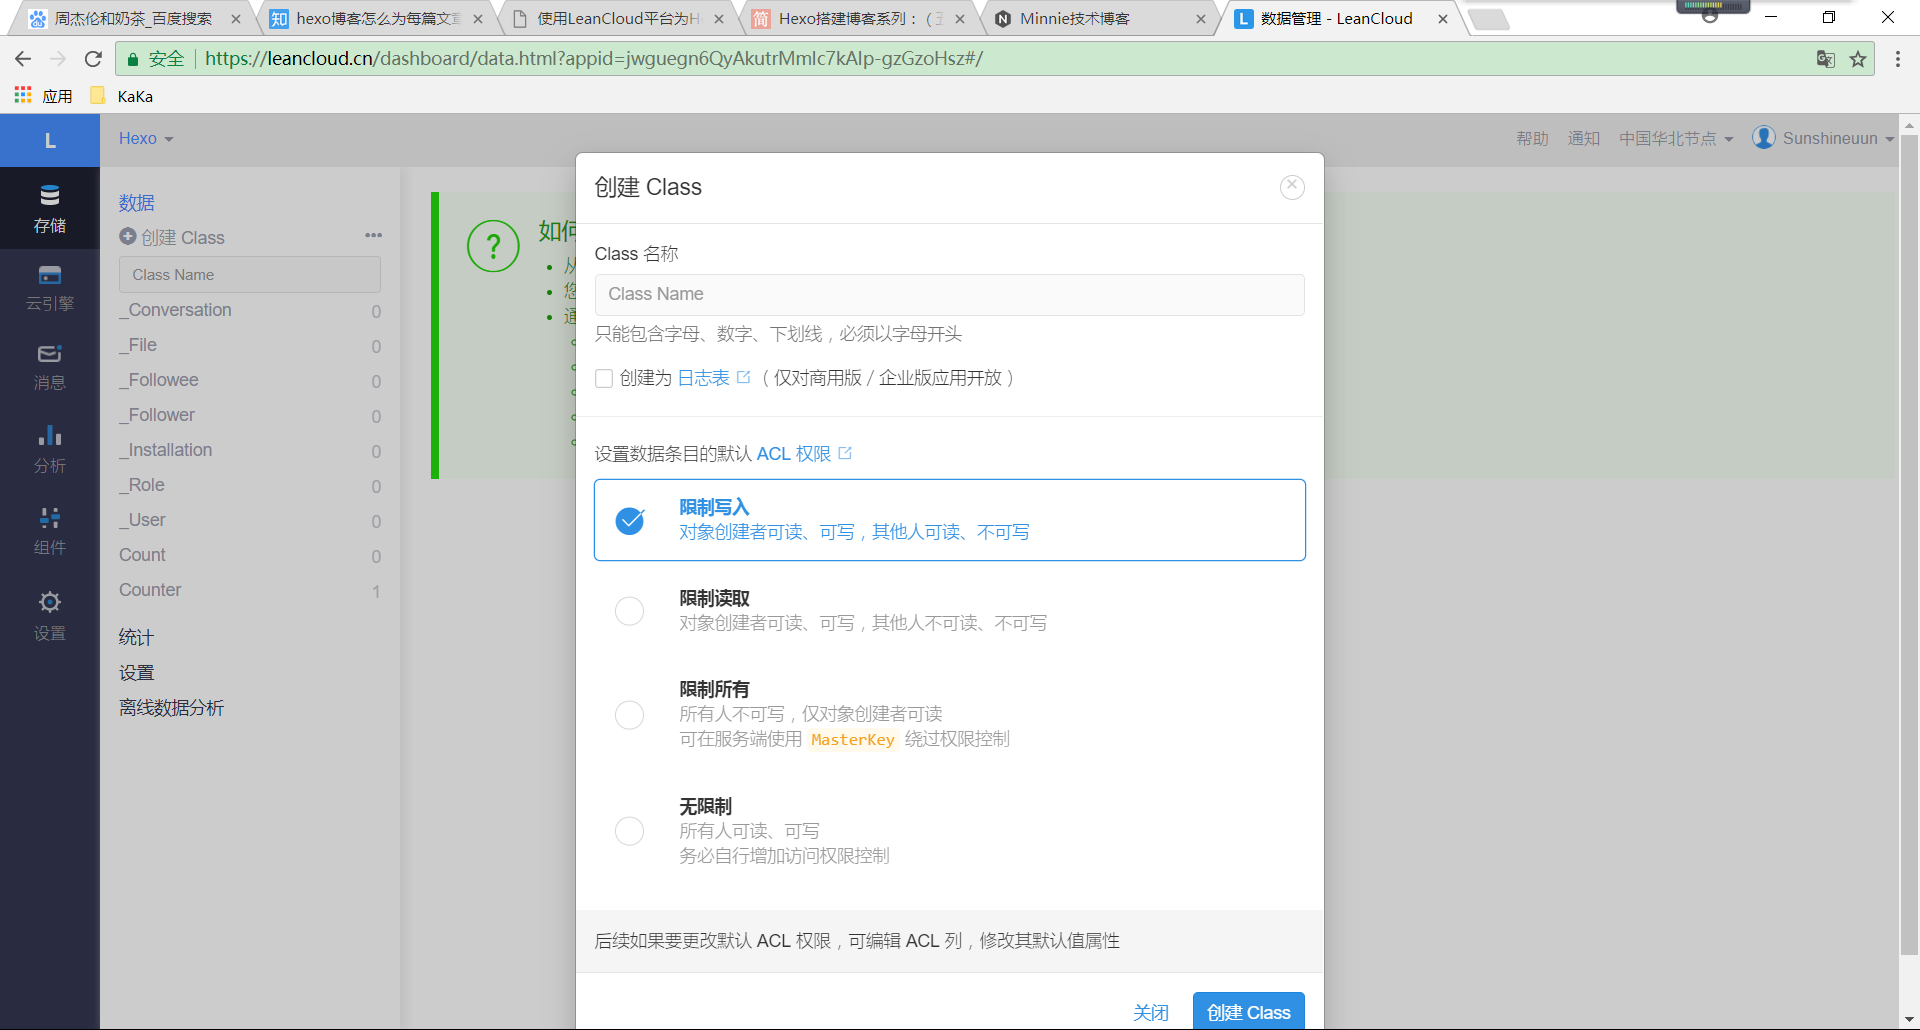 周杰伦和奶茶_百度搜索
知 hexo博客怎么为每篇文章
使用LeanCloud平台为H
简 Hexo搭建博客系列：（五
N Minnie技术博客
L 数据管理 - LeanCloud
安全 https://leancloud.cn/dashboard/data.html?appid=jwguegn6QyAkutrMmIc7kAIp-gzGzoHsz#/
应用 KaKa
L
Hexo
帮助 通知 中国华北节点 Sunshineuun
存储
云引擎
消息
分析
组件
设置
数据
创建 Class
Class Name
_Conversation 0
_File 0
_Followee 0
_Follower 0
_Installation 0
_Role 0
_User 0
Count 0
Counter 1
统计
设置
离线数据分析
? 如何
从
您
通
创建 Class
Class 名称
Class Name
只能包含字母、数字、下划线，必须以字母开头
创建为 日志表 （仅对商用版 / 企业版应用开放）
设置数据条目的默认 ACL 权限
限制写入
对象创建者可读、可写，其他人可读、不可写
限制读取
对象创建者可读、可写，其他人不可读、不可写
限制所有
所有人不可写，仅对象创建者可读
可在服务端使用 MasterKey 绕过权限控制
无限制
所有人可读、可写
务必自行增加访问权限控制
后续如果要更改默认 ACL 权限，可编辑 ACL 列，修改其默认值属性
关闭 创建 Class